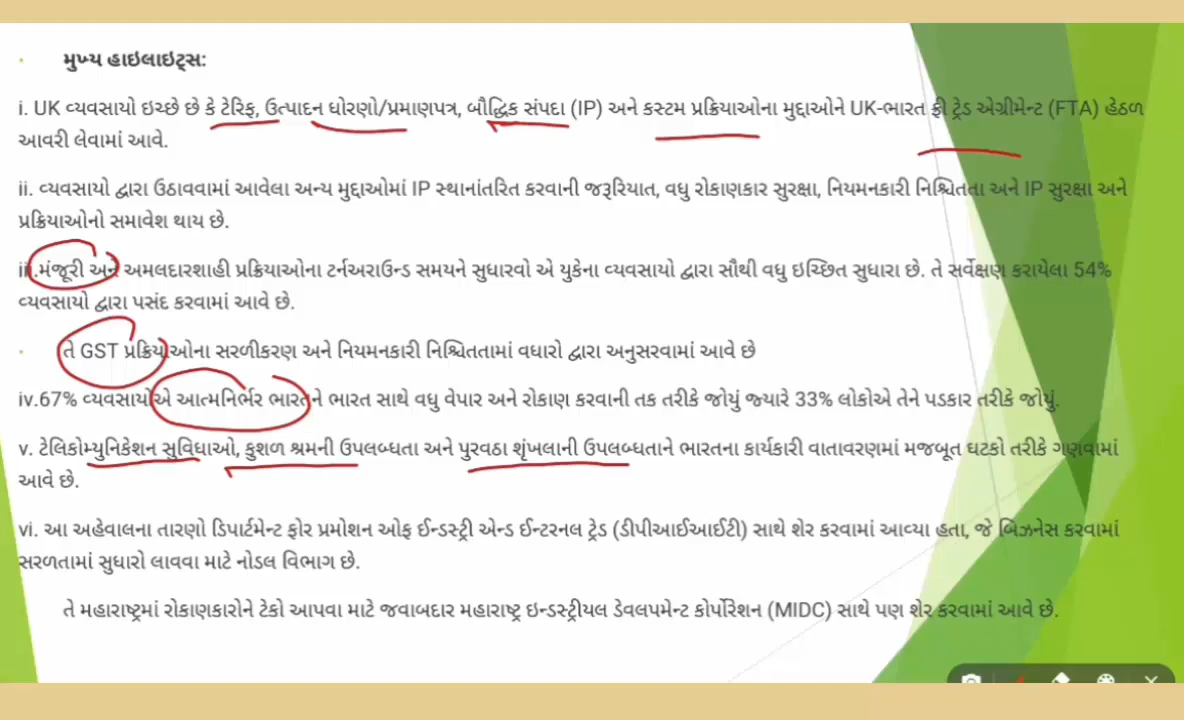 મુખ્ય હાઇલાઇટ્સ:
i. UK વ્યવસાયો ઇચ્છે છે કે ટેરિફ, ઉત્પાદન ધોરણો/પ્રમાણપત્ર, બૌદ્ધિક સંપદા (IP) અને કસ્ટમ પ્રક્રિયાઓના મુદ્દાઓને UK-ભારત ફ્રી ટ્રેડ એગ્રીમેન્ટ (FTA) હેઠળ
આવરી લેવામાં આવે.
ii. વ્યવસાયો દ્વારા ઉઠાવવામાં આવેલા અન્ય મુદ્દાઓમાં IP સ્થાનાંતરિત કરવાની જરૂરિયાત, વધુ રોકાણકાર સુરક્ષા, નિયમનકારી નિશ્ચિતતા અને IP સુરક્ષા અને
પ્રક્રિયાઓનો સમાવેશ થાય છે.
iii.મંજૂરી અને અમલદારશાહી પ્રક્રિયાઓના ટર્નઅરાઉન્ડ સમયને સુધારવો એ યુકેના વ્યવસાયો દ્વારા સૌથી વધુ ઇચ્છિત સુધારા છે. તે સર્વેક્ષણ કરાયેલા 54%
વ્યવસાયો દ્વારા પસંદ કરવામાં આવે છે.
તે GST પ્રક્રિયાઓના સરળીકરણ અને નિયમનકારી નિશ્ચિતતામાં વધારો દ્વારા અનુસરવામાં આવે છે
iv.67% વ્યવસાયોએ આત્મનિર્ભર ભારતને ભારત સાથે વધુ વેપાર અને રોકાણ કરવાની તક તરીકે જોયું જ્યારે 33% લોકોએ તેને પડકાર તરીકે જોયું.
v. ટેલિકોમ્યુનિકેશન સુવિધાઓ, કુશળ શ્રમની ઉપલબ્ધતા અને પુરવઠા શૃંખલાની ઉપલબ્ધતાને ભારતના કાર્યકારી વાતાવરણમાં મજબૂત ઘટકો તરીકે ગણવામાં
આવે છે.
vi. આ અહેવાલના તારણો ડિપાર્ટમેન્ટ ફોર પ્રમોશન ઓફ ઈન્ડસ્ટ્રી એન્ડ ઈન્ટરનલ ટ્રેડ (ડીપીઆઈઆઈટી) સાથે શેર કરવામાં આવ્યા હતા, જે બિઝનેસ કરવામાં
સરળતામાં સુધારો લાવવા માટે નોડલ વિભાગ છે.
તે મહારાષ્ટ્રમાં રોકાણકારોને ટેકો આપવા માટે જવાબદાર મહારાષ્ટ્ર ઇન્ડસ્ટ્રીયલ ડેવલપમેન્ટ કોર્પોરેશન (MIDC) સાથે પણ શેર કરવામાં આવે છે.